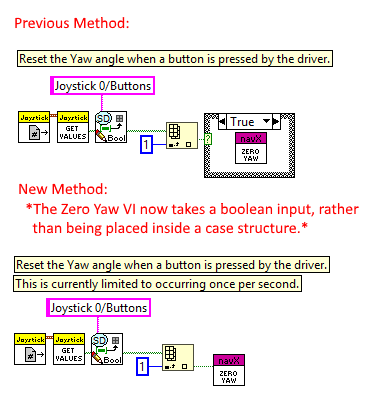 Previous Method:
Reset the Yaw angle when a button is pressed by the driver.
Joystick 0/Buttons
Joystick Joystick SD
# GET VALUES Bool
1
True
?
navX
ZERO YAW
New Method:
*The Zero Yaw VI now takes a boolean input, rather
than being placed inside a case structure.*
Reset the Yaw angle when a button is pressed by the driver.
This is currently limited to occurring once per second.
Joystick 0/Buttons
Joystick Joystick SD
# GET VALUES Bool
1
navX
ZERO YAW